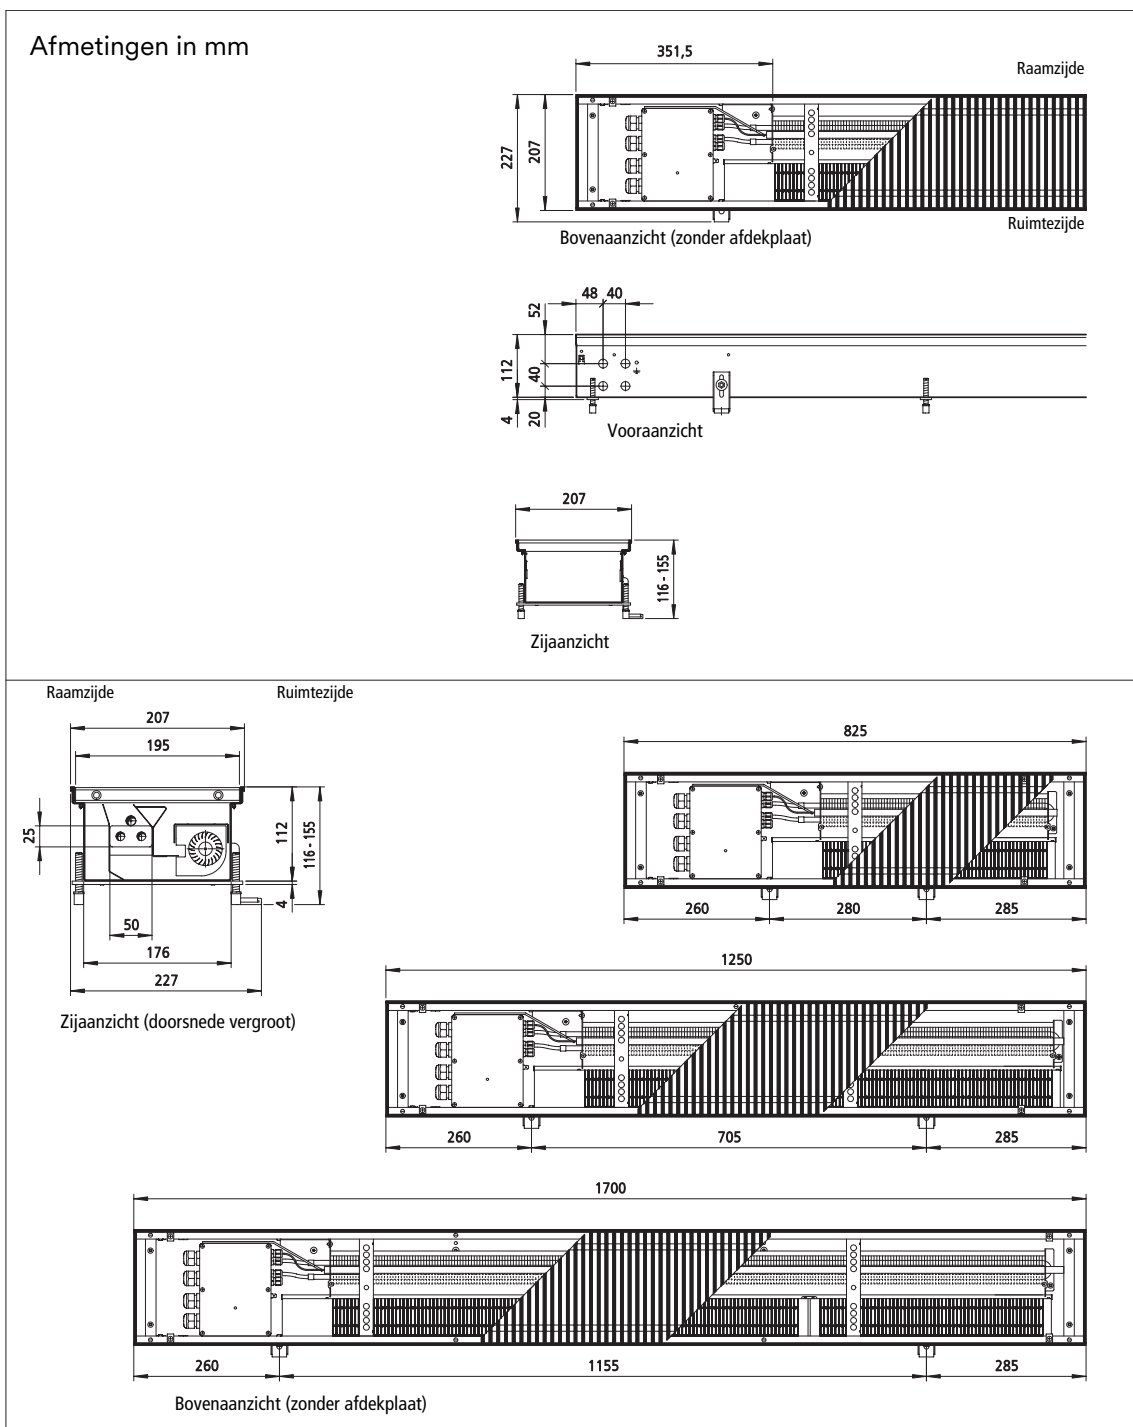 Afmetingen in mm
351,5
Raamzijde
227
207
Ruimtezijde
Bovenaanzicht (zonder afdekplaat)
48
40
52
112
40
4
20
Vooraanzicht
207
116 - 155
Zijaanzicht
Raamzijde
Ruimtezijde
207
195
25
112
116 - 155
4
50
176
227
Zijaanzicht (doorsnede vergroot)
825
260
280
285
1250
260
705
285
1700
260
1155
285
Bovenaanzicht (zonder afdekplaat)